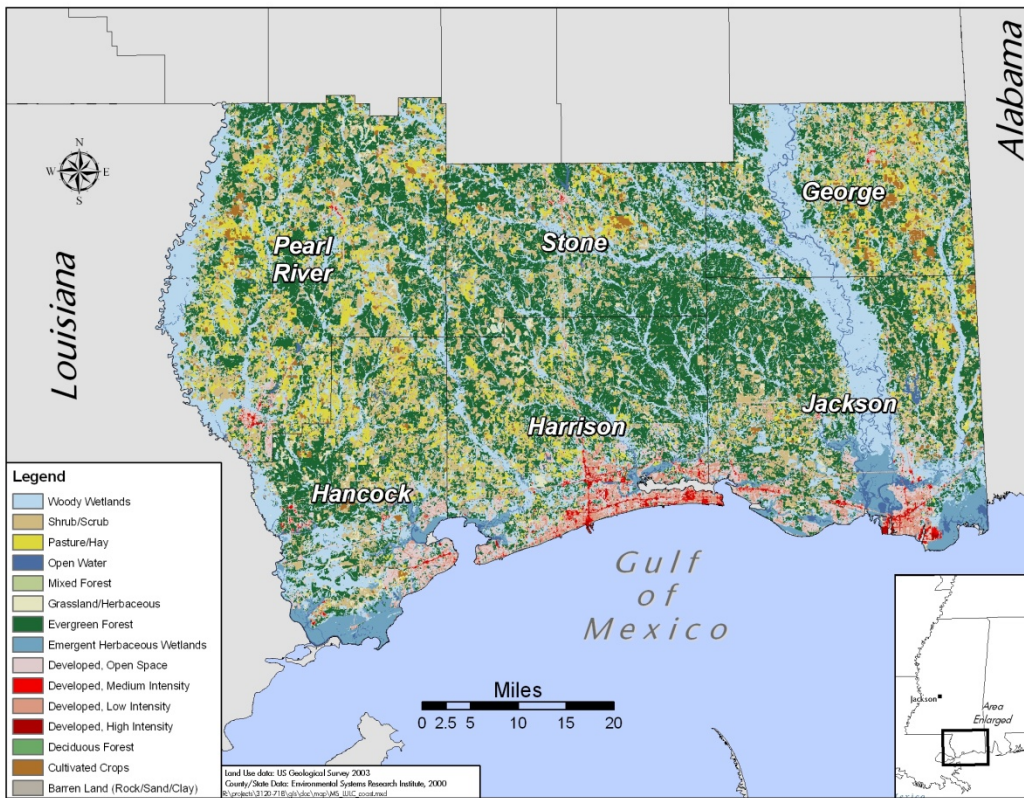 Alabama
N
W
E
S
Louisiana
George
Pearl
River
Stone
Jackson
Harrison
Hancock
Gulf
of
Mexico
Legend
Woody Wetlands
Shrub/Scrub
Pasture/Hay
Open Water
Mixed Forest
Grassland/Herbaceous
Evergreen Forest
Emergent Herbaceous Wetlands
Developed, Open Space
Developed, Medium Intensity
Developed, Low Intensity
Developed, High Intensity
Deciduous Forest
Cultivated Crops
Barren Land (Rock/Sand/Clay)
Miles
0 2.5 5 10 15 20
Jackson
Area
Enlarged
Mexico
Land Use data: US Geological Survey 2003
County/State Data: Environmental Systems Research Institute, 2000